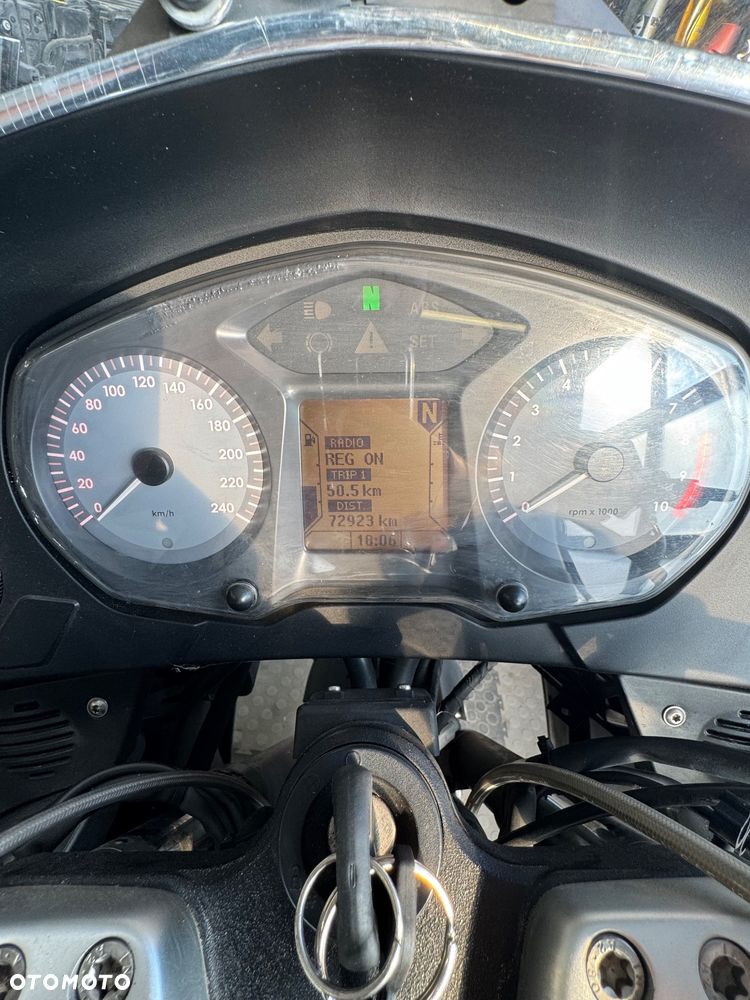 N
ABS
SET
0
20
40
60
80
100
120
140
160
180
200
220
240
km/h
N
RADIO
REG ON
TRIP 1
50.5 km
DIST.
72923 km
18:06
0
1
2
3
4
7
8
9
10
rpm x 1000
OTOMOTO